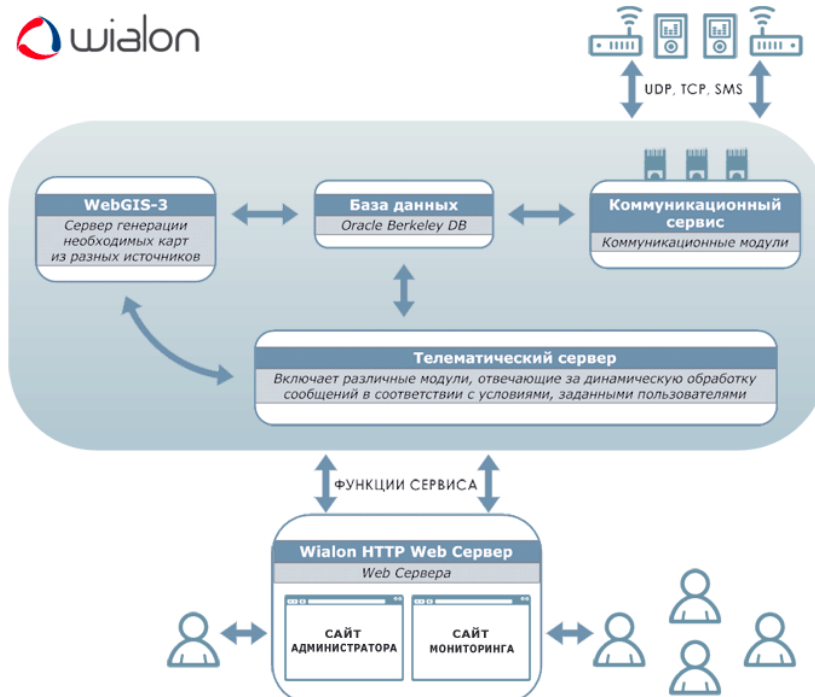 wialon
UDP, TCP, SMS
WebGIS-3
Сервер генерации
необходимых карт
из разных источников
База данных
Oracle Berkeley DB
Коммуникационный
сервис
Коммуникационные модули
Телематический сервер
Включает различные модули, отвечающие за динамическую обработку
сообщений в соответствии с условиями, заданными пользователями
ФУНКЦИИ СЕРВИСА
Wialon HTTP Web Сервер
Web Сервера
САЙТ
АДМИНИСТРАТОРА
САЙТ
МОНИТОРИНГА